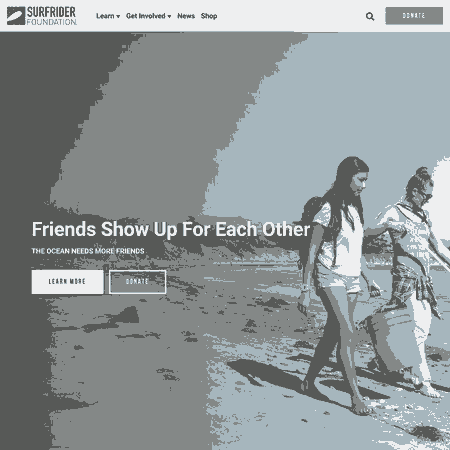 SURFRIDER
FOUNDATION.
Learn Get Involved News Shop
DONATE
Friends Show Up For Each Other
THE OCEAN NEEDS MORE FRIENDS
LEARN MORE DONATE